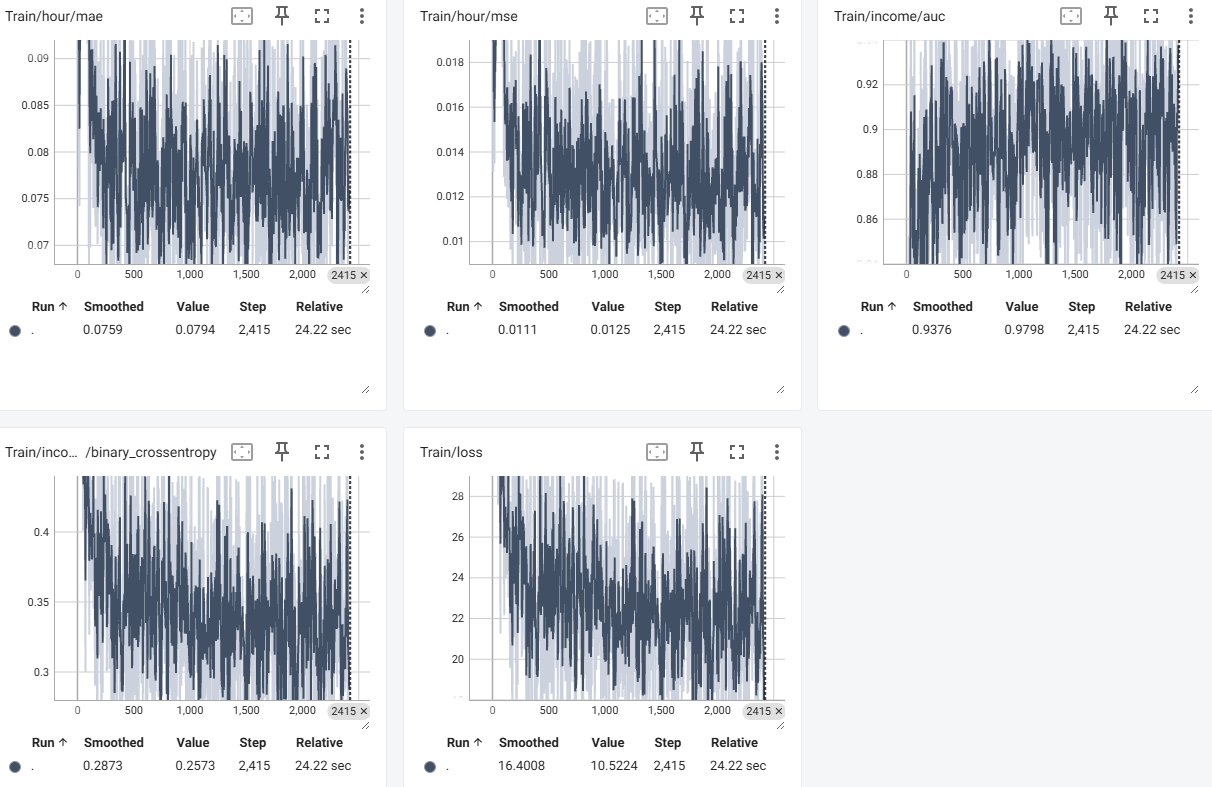 Train/hour/mae
0.09
0.085
0.08
0.075
0.07
0 500 1,000 1,500 2,000 2415 ×
Run ↑ Smoothed Value Step Relative
. 0.0759 0.0794 2,415 24.22 sec
Train/hour/mse
0.018
0.016
0.014
0.012
0.01
0 500 1,000 1,500 2,000 2415 ×
Run ↑ Smoothed Value Step Relative
. 0.0111 0.0125 2,415 24.22 sec
Train/income/auc
0.92
0.9
0.88
0.86
0 500 1,000 1,500 2,000 2415 ×
Run ↑ Smoothed Value Step Relative
. 0.9376 0.9798 2,415 24.22 sec
Train/inco… /binary_crossentropy
0.4
0.35
0.3
0 500 1,000 1,500 2,000 2415 ×
Run ↑ Smoothed Value Step Relative
. 0.2873 0.2573 2,415 24.22 sec
Train/loss
28
26
24
22
20
0 500 1,000 1,500 2,000 2415 ×
Run ↑ Smoothed Value Step Relative
. 16.4008 10.5224 2,415 24.22 sec